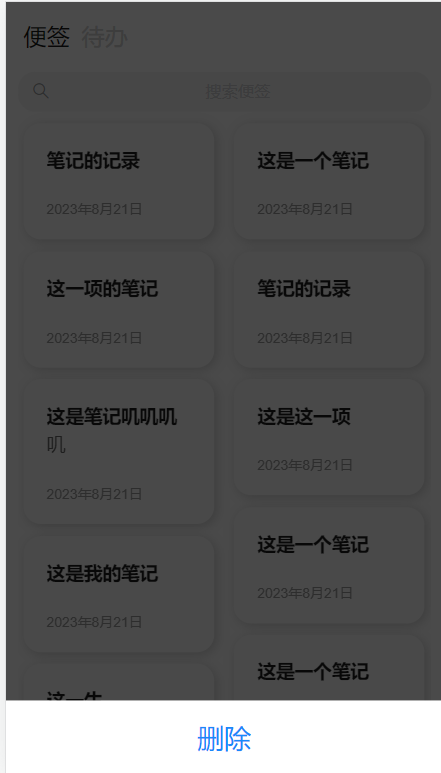 便签 待办
搜索便签
笔记的记录
2023年8月21日
这是一个笔记
2023年8月21日
这一项的笔记
2023年8月21日
笔记的记录
2023年8月21日
这是笔记叽叽叽
叽
2023年8月21日
这是这一项
2023年8月21日
这是我的笔记
2023年8月21日
这是一个笔记
2023年8月21日
这是一个笔记
删除